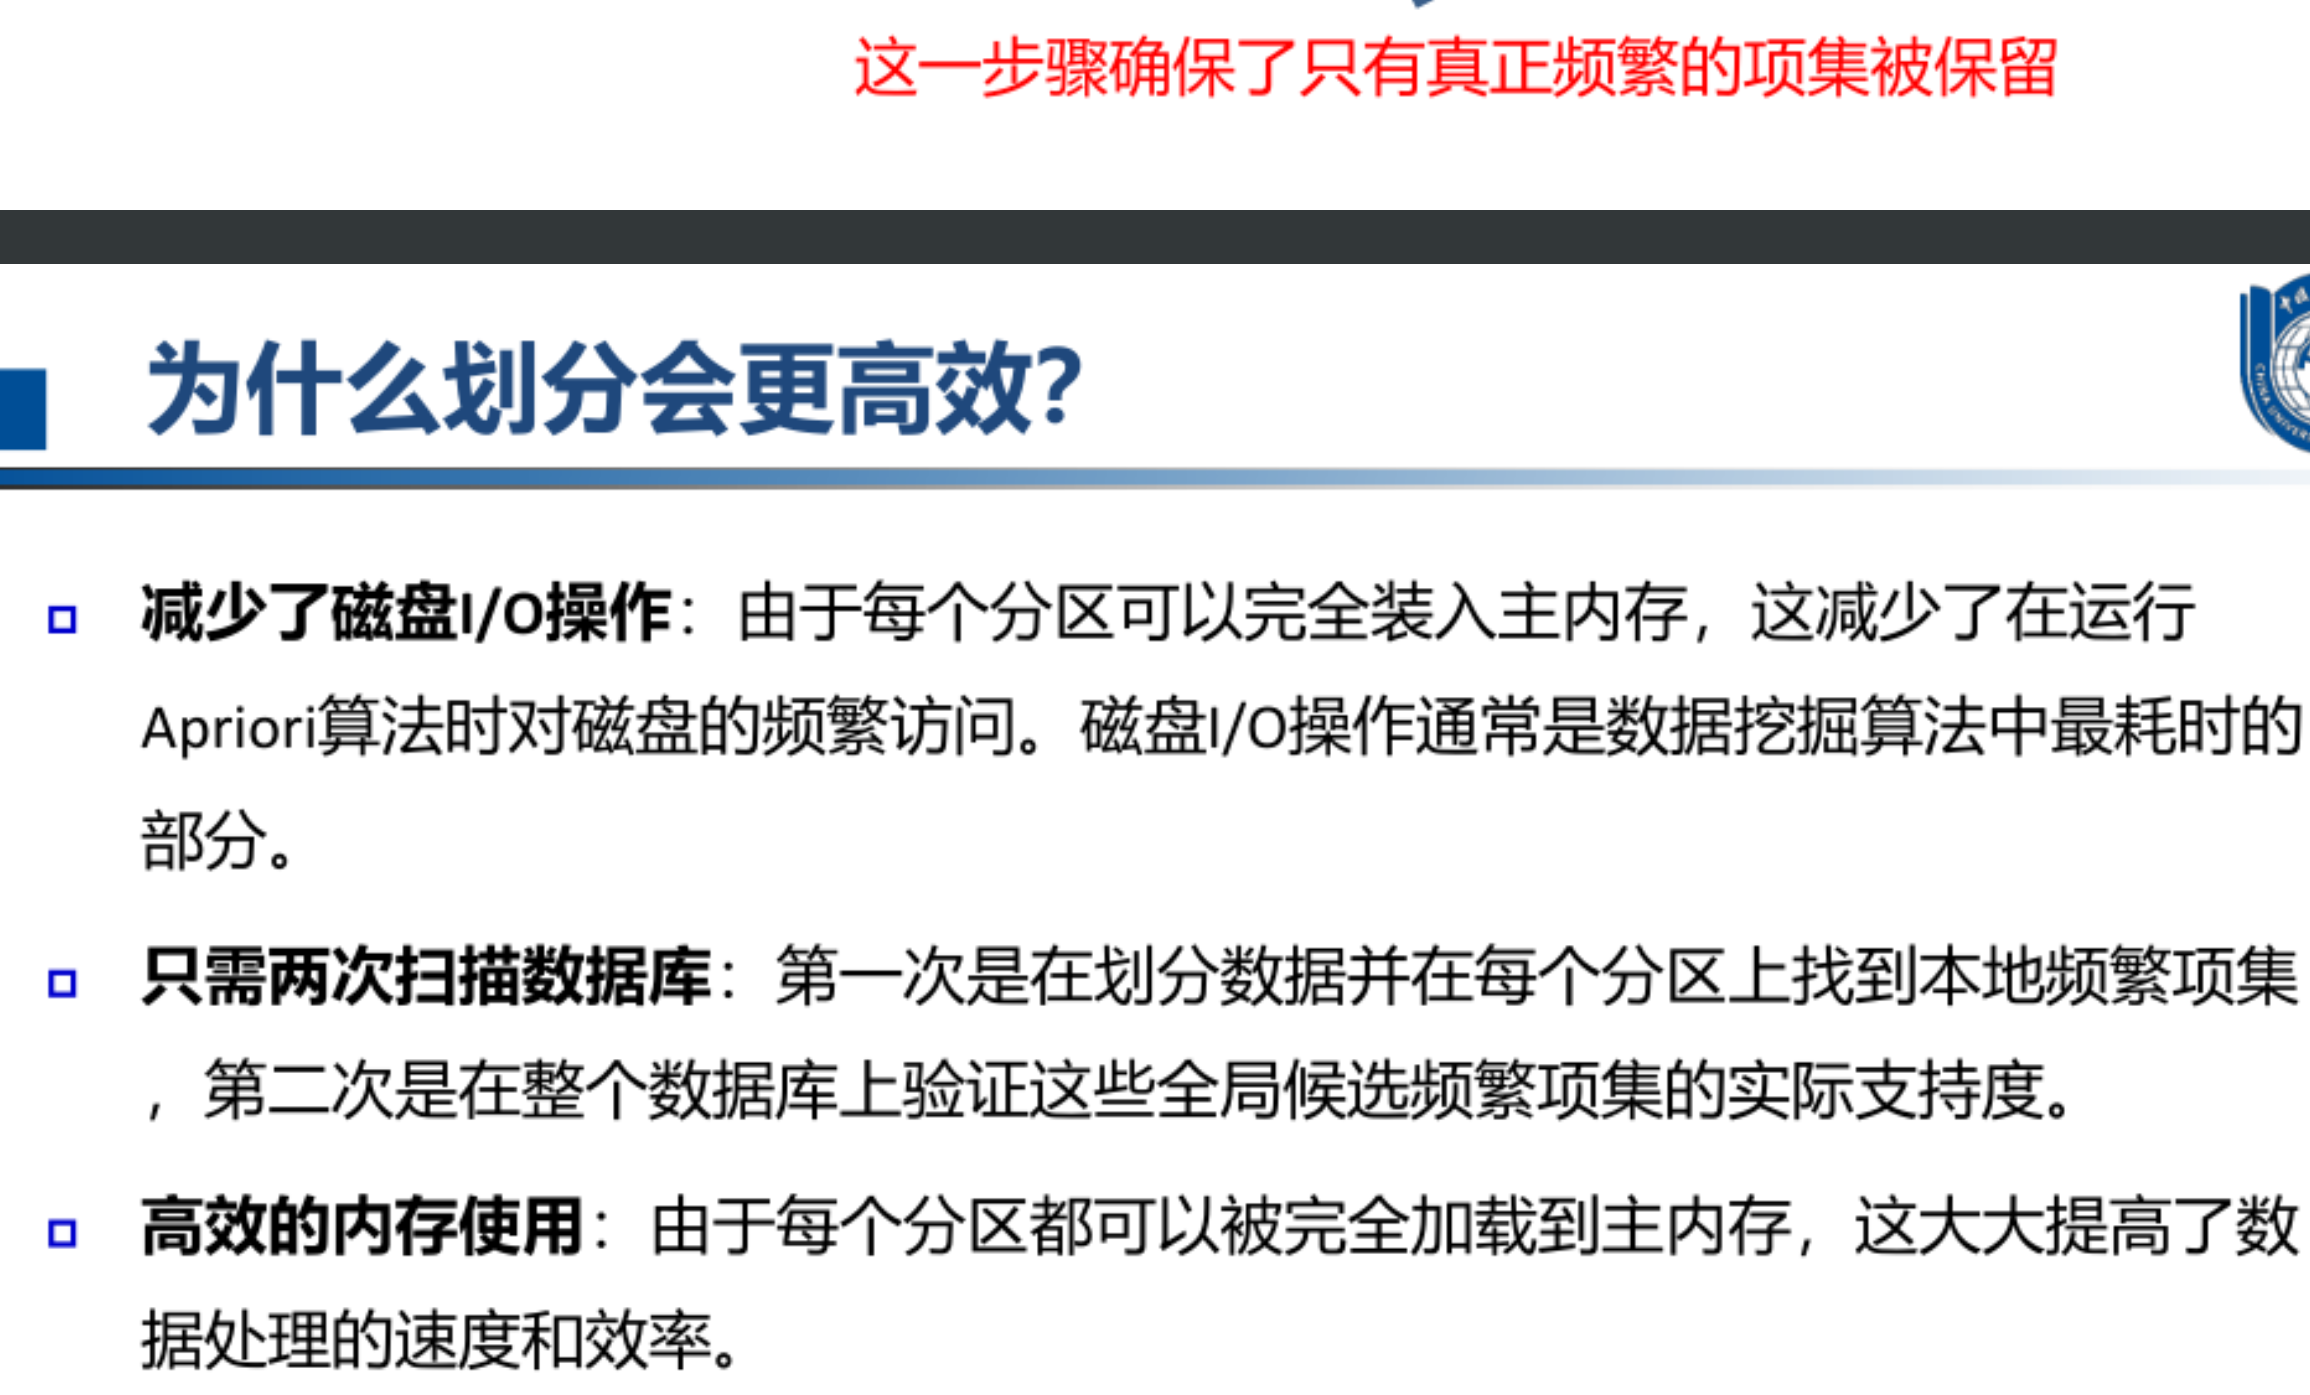 这一步骤确保了只有真正频繁的项集被保留
为什么划分会更高效?
减少了磁盘I/O操作：由于每个分区可以完全装入主内存，这减少了在运行
Apriori算法时对磁盘的频繁访问。磁盘I/O操作通常是数据挖掘算法中最耗时的
部分。
只需两次扫描数据库：第一次是在划分数据并在每个分区上找到本地频繁项集
，第二次是在整个数据库上验证这些全局候选频繁项集的实际支持度。
高效的内存使用：由于每个分区都可以被完全加载到主内存，这大大提高了数
据处理的速度和效率。